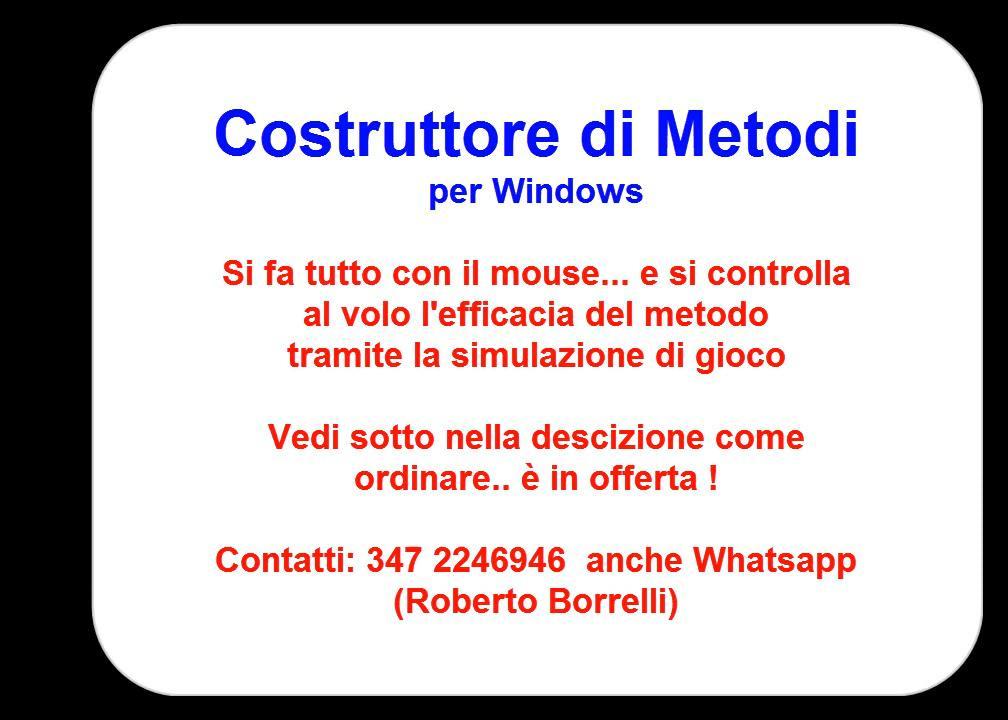 Costruttore di Metodi
per Windows
Si fa tutto con il mouse... e si controlla
al volo l'efficacia del metodo
tramite la simulazione di gioco
Vedi sotto nella descizione come
ordinare.. è in offerta !
Contatti: 347 2246946 anche Whatsapp
(Roberto Borrelli)